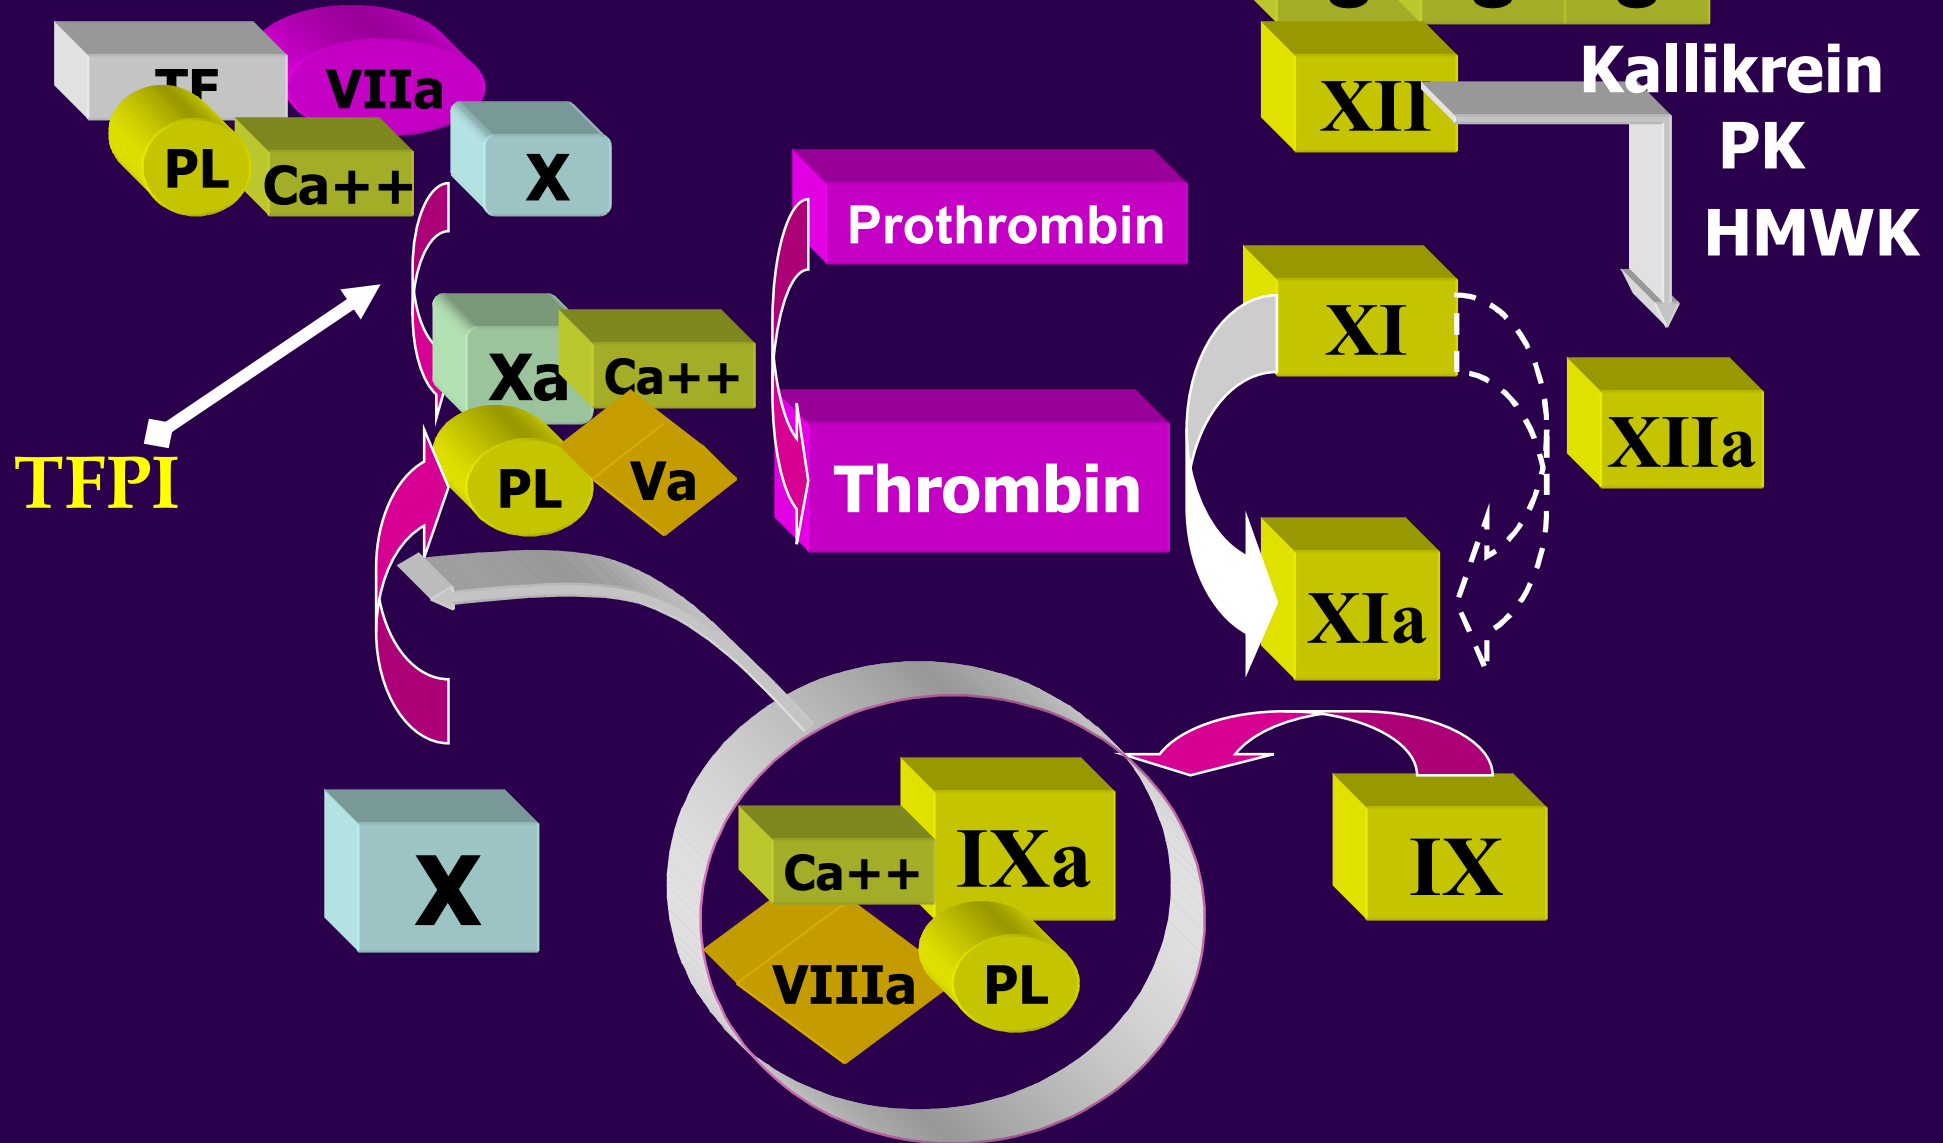 TF
VIIa
PL
Ca++
X
Prothrombin
XII
Kallikrein
PK
HMWK
XI
Xa
Ca++
PL
Va
TFPI
Thrombin
XIIa
XIa
X
Ca++
IXa
VIIIa
PL
IX